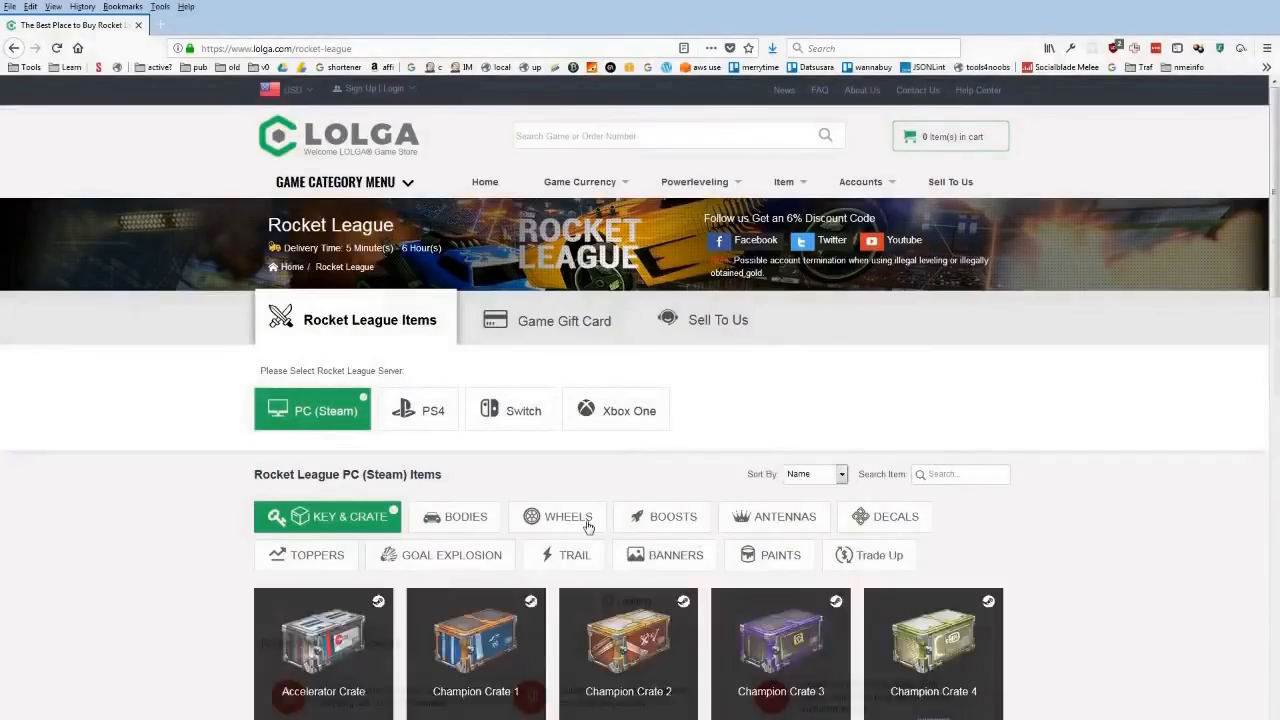 File Edit View History Bookmarks Tools Help
The Best Place to Buy Rocket L
https://www.lolga.com/rocket-league
Search
Tools Learn active? pub old v0 shortener affi c IM local up aws use merrytime Datsusara wannabuy JSONLint tools4noobs Socialblade Melee Traf nmeinfo
USD Sign Up | Login News FAQ About Us Contact Us Help Center
LOLGA
Welcome LOLGA® Game Store
Search Game or Order Number
0 Item(s) in cart
GAME CATEGORY MENU Home Game Currency Powerleveling Item Accounts Sell To Us
Rocket League
Delivery Time: 5 Minute(s) - 6 Hour(s)
Home / Rocket League
ROCKET
LEAGUE
Follow us Get an 6% Discount Code
Facebook Twitter Youtube
Possible account termination when using illegal leveling or illegally
obtained gold.
Rocket League Items Game Gift Card Sell To Us
Please Select Rocket League Server:
PC (Steam) PS4 Switch Xbox One
Rocket League PC (Steam) Items
Sort By: Name Search Item: Search...
KEY & CRATE BODIES WHEELS BOOSTS ANTENNAS DECALS
TOPPERS GOAL EXPLOSION TRAIL BANNERS PAINTS Trade Up
Accelerator Crate Champion Crate 1 Champion Crate 2 Champion Crate 3 Champion Crate 4